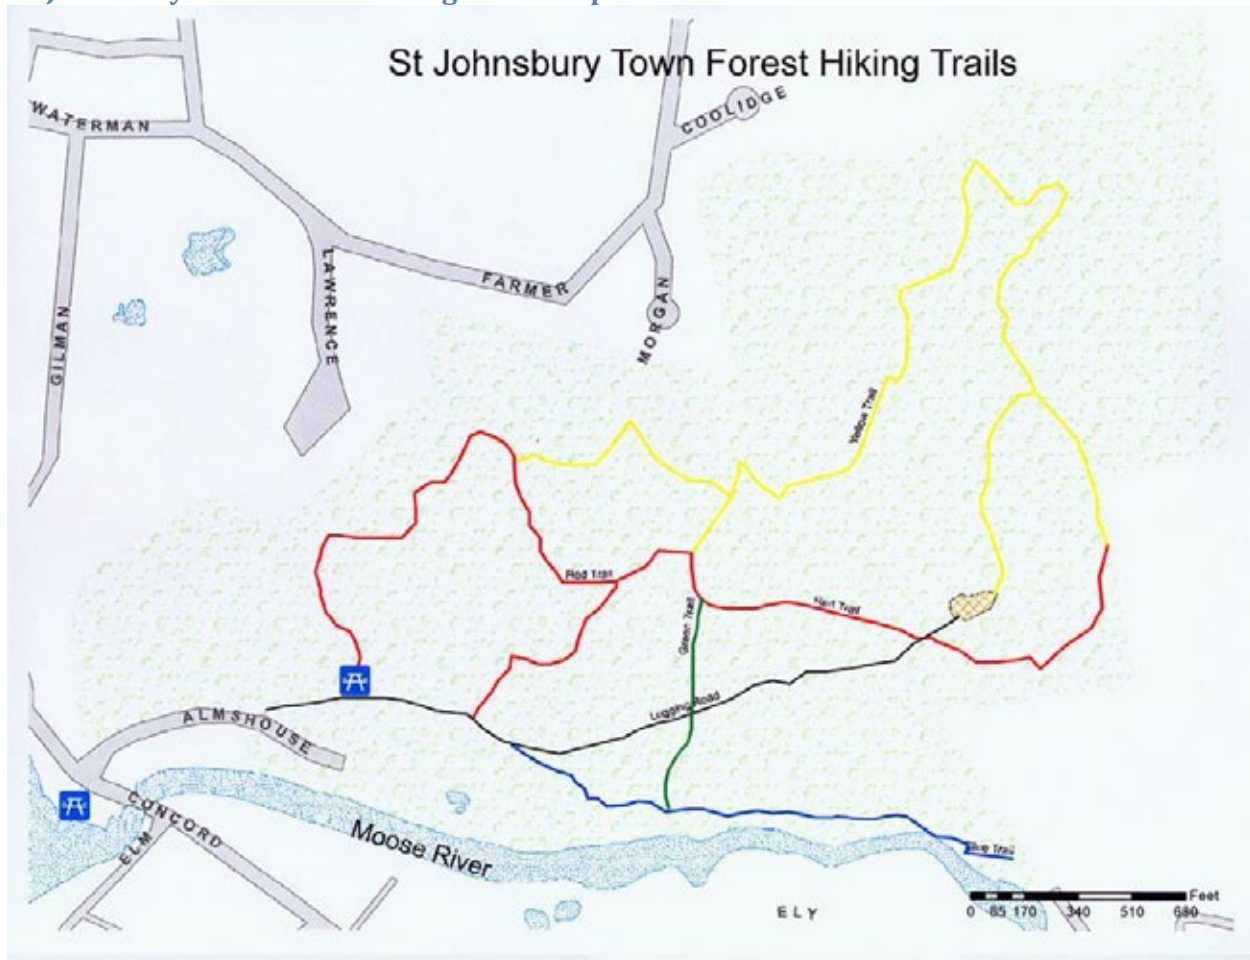 St Johnsbury Town Forest Hiking Trails
COOLIDGE
WATERMAN
LAWRENCE
FARMER
MORGAN
GILMAN
Yellow Trail
Red Trail
Green Trail
Logging Road
ALMSHOUSE
CONCORD
ELM
Moose River
Blue Trail
ELY
Feet
0 85 170 340 510 680